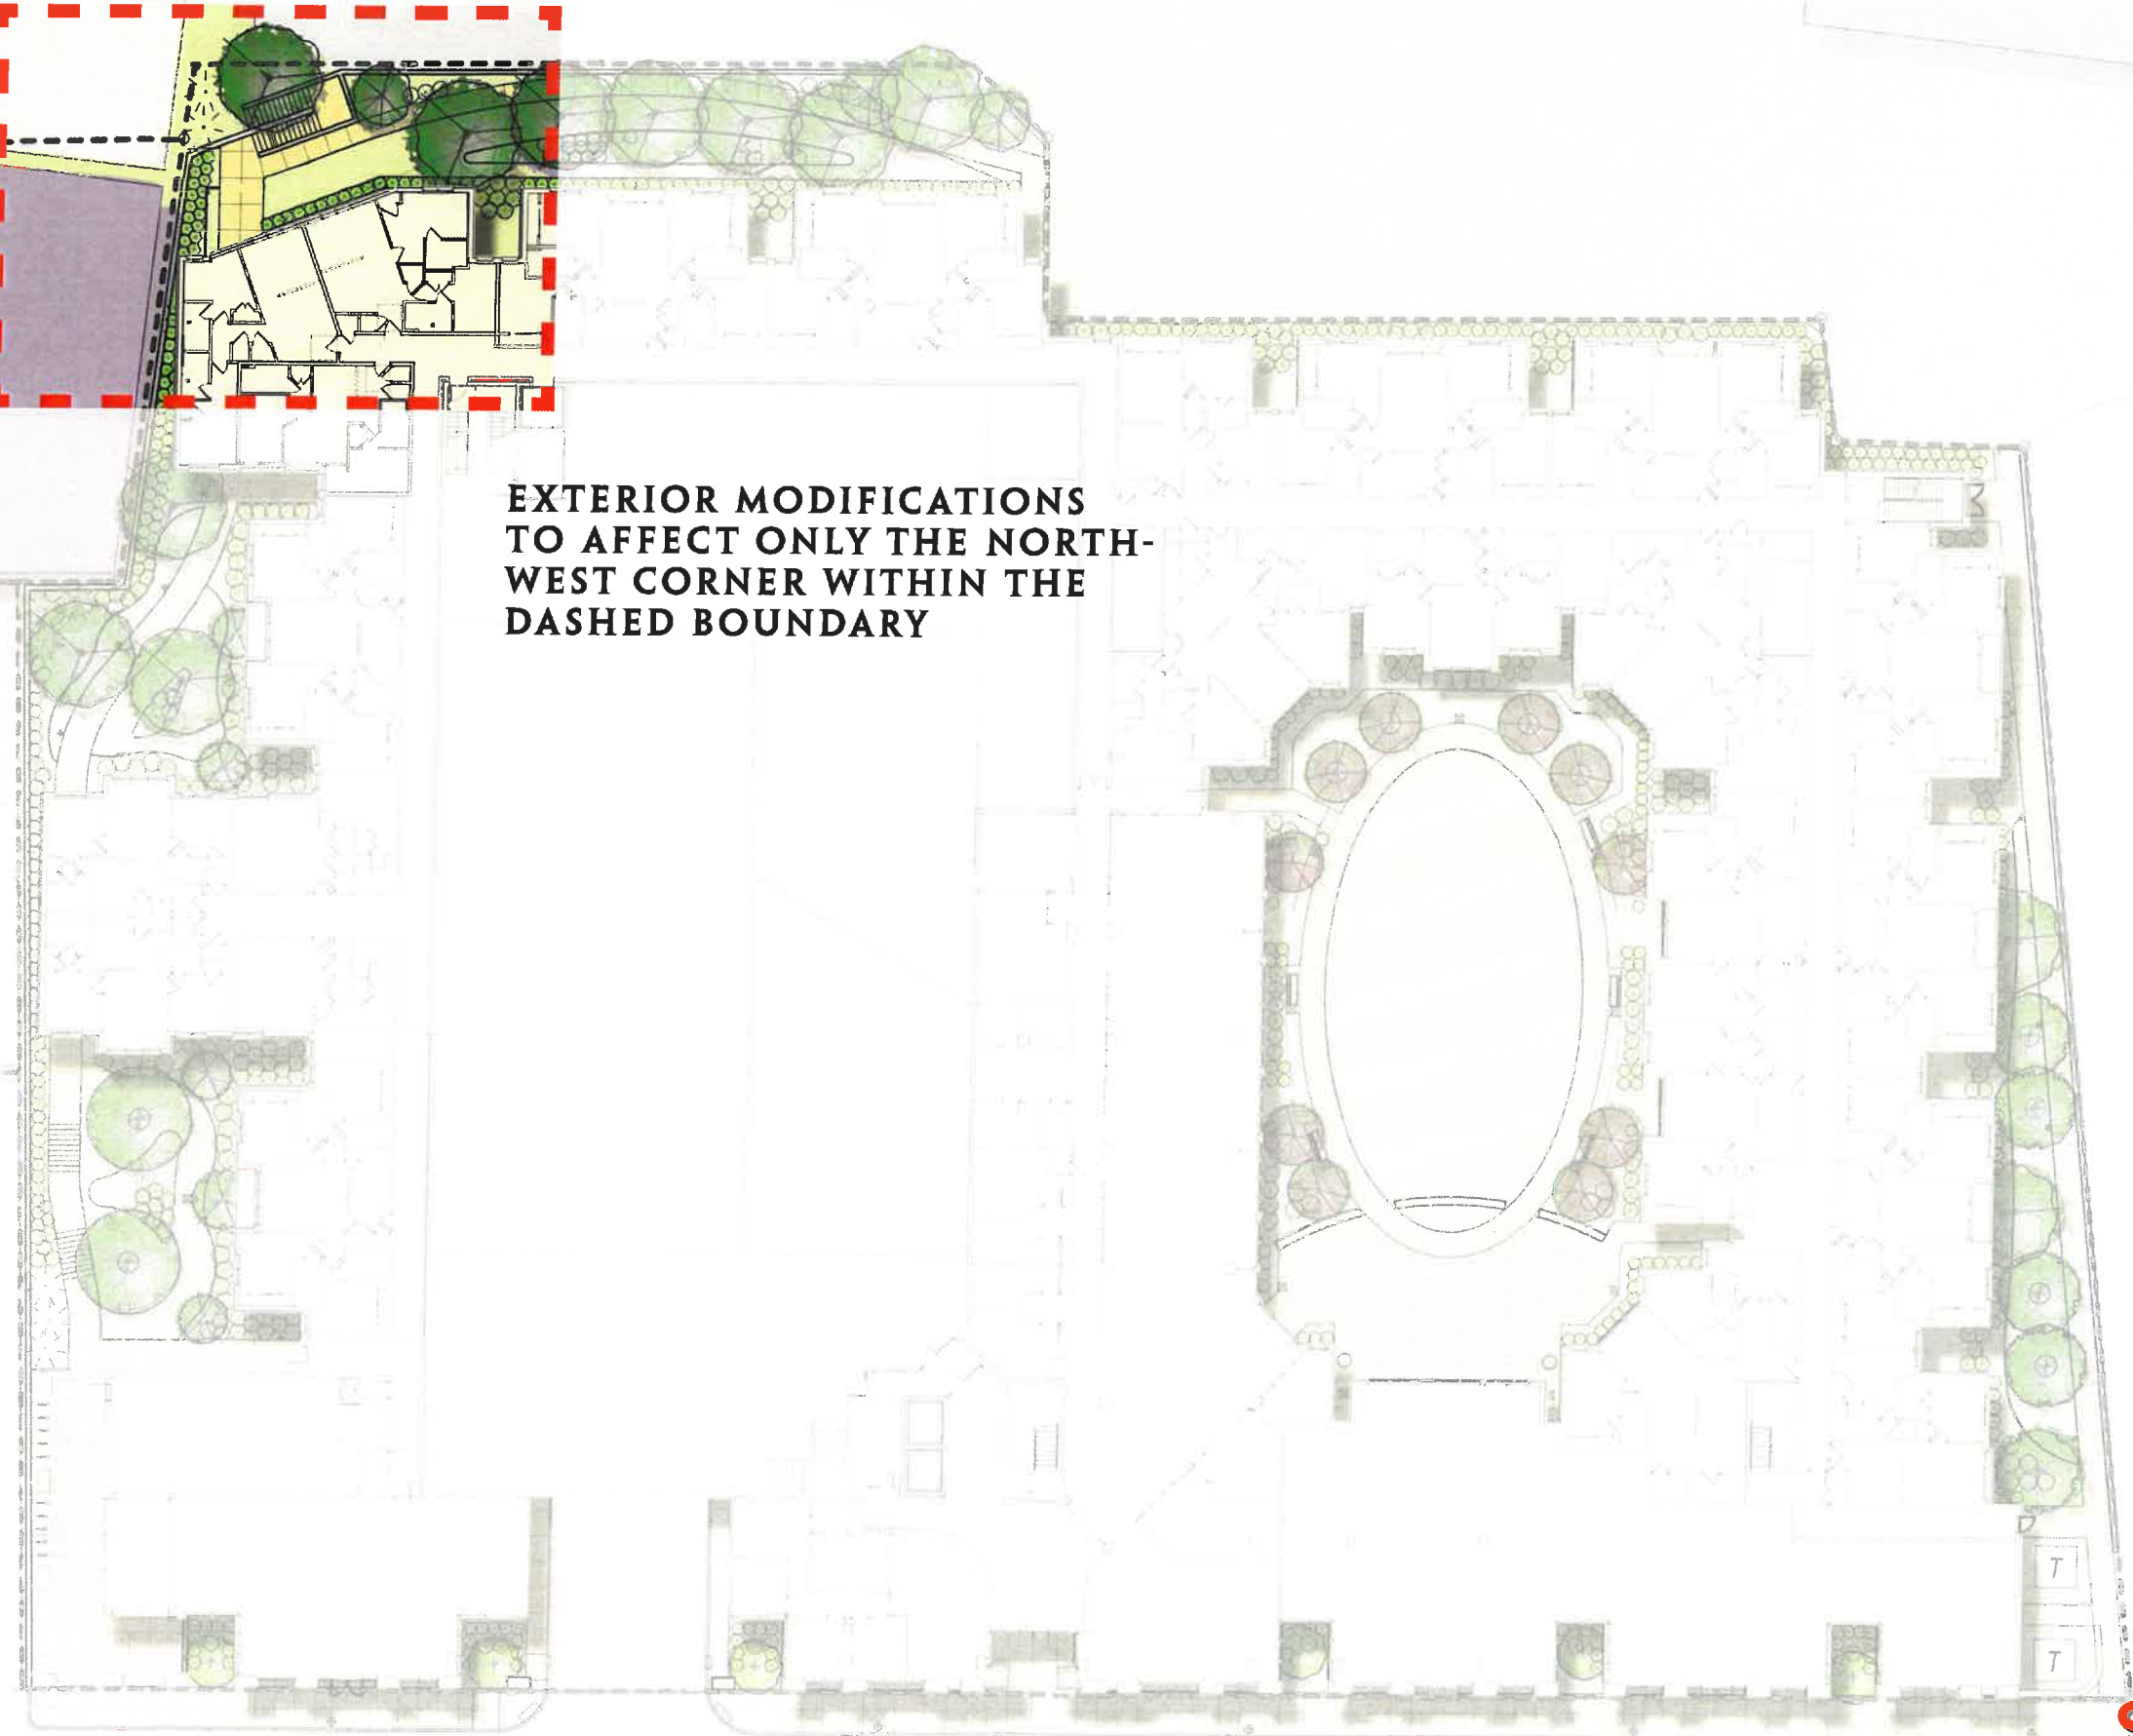 EXTERIOR MODIFICATIONS
TO AFFECT ONLY THE NORTH-
WEST CORNER WITHIN THE
DASHED BOUNDARY
T
T